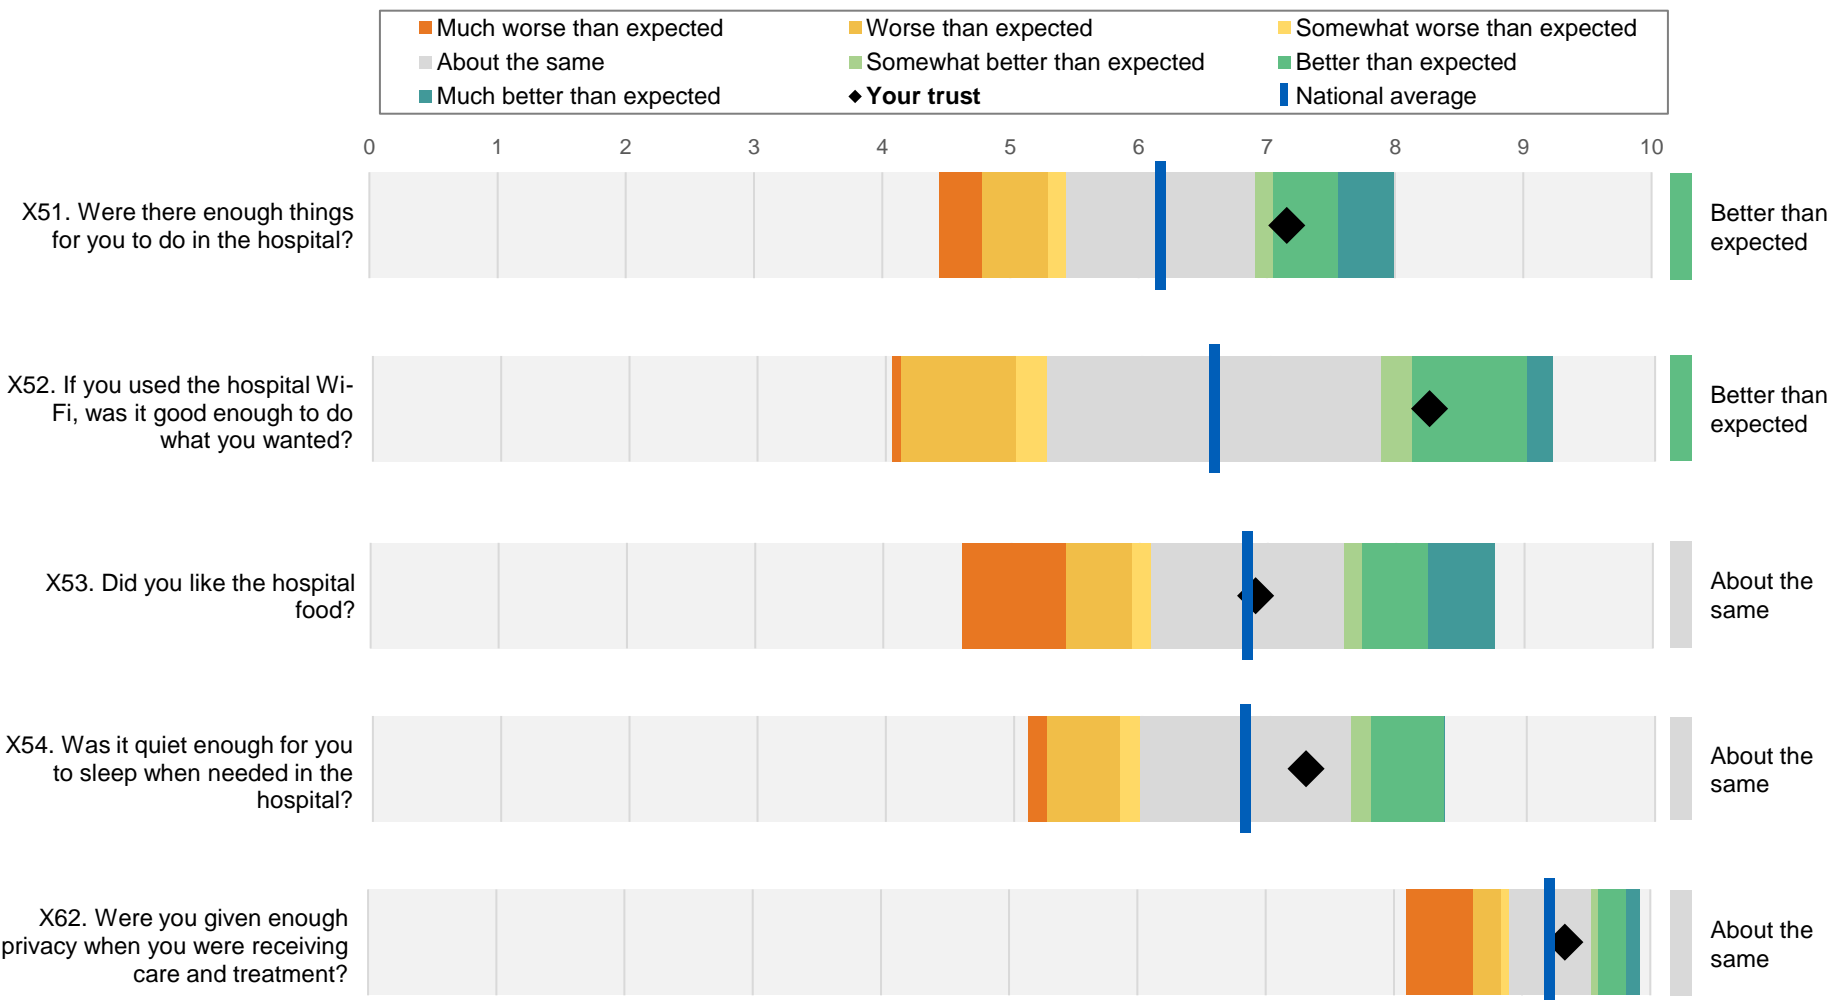 Much worse than expected
Worse than expected
Somewhat worse than expected
About the same
Somewhat better than expected
Better than expected
Much better than expected
Your trust
National average
0 1 2 3 4 5 6 7 8 9 10
X51. Were there enough things
for you to do in the hospital?
Better than
expected
X52. If you used the hospital Wi-
Fi, was it good enough to do
what you wanted?
Better than
expected
X53. Did you like the hospital
food?
About the
same
X54. Was it quiet enough for you
to sleep when needed in the
hospital?
About the
same
X62. Were you given enough
privacy when you were receiving
care and treatment?
About the
same